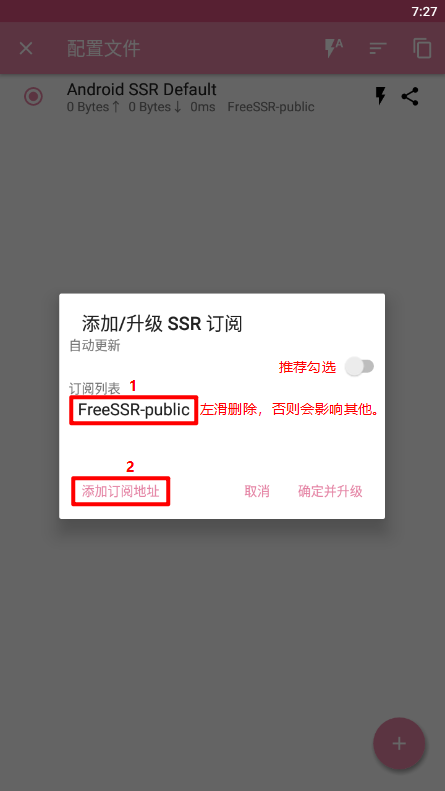 7:27
配置文件
A
Android SSR Default
0 Bytes↑ 0 Bytes↓ 0ms FreeSSR-public
添加/升级 SSR 订阅
自动更新
推荐勾选
订阅列表 1
FreeSSR-public 左滑删除，否则会影响其他。
2
添加订阅地址 取消 确定并升级